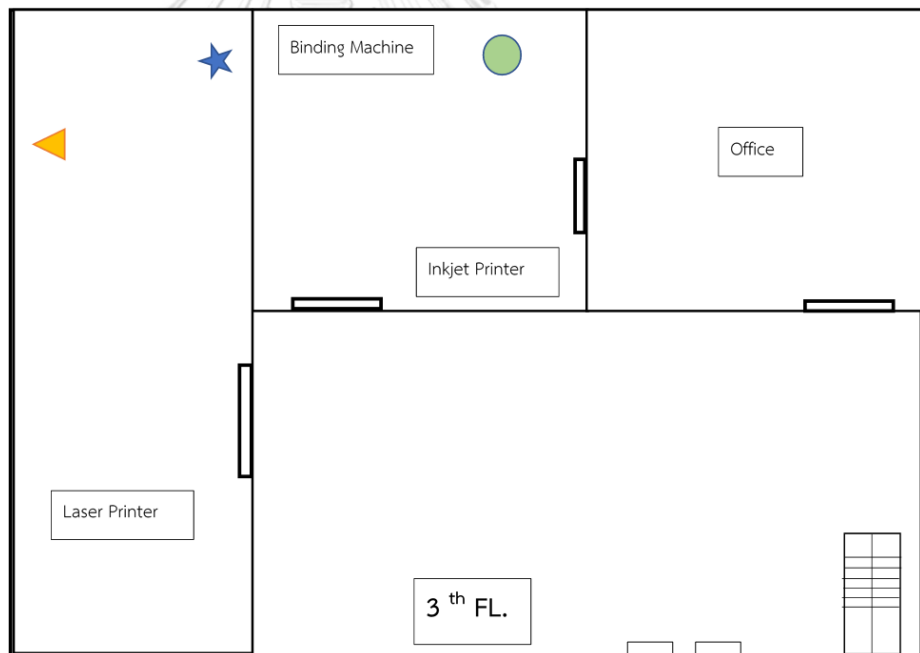 Binding Machine
Office
Inkjet Printer
Laser Printer
3 th FL.